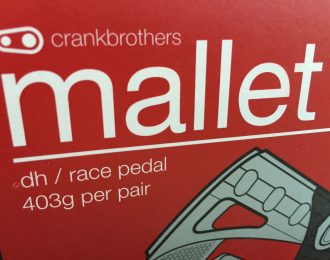 crankbrothers
mallet
dh / race pedal
403g per pair